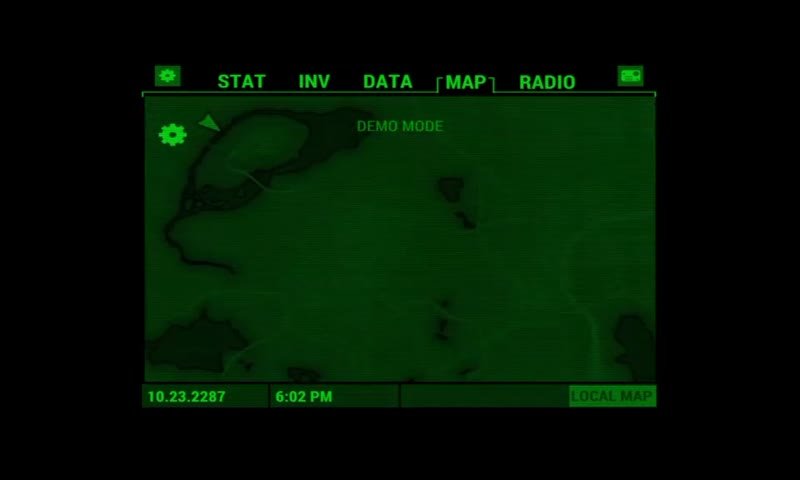 STAT INV DATA MAP RADIO
DEMO MODE
10.23.2287 6:02 PM LOCAL MAP